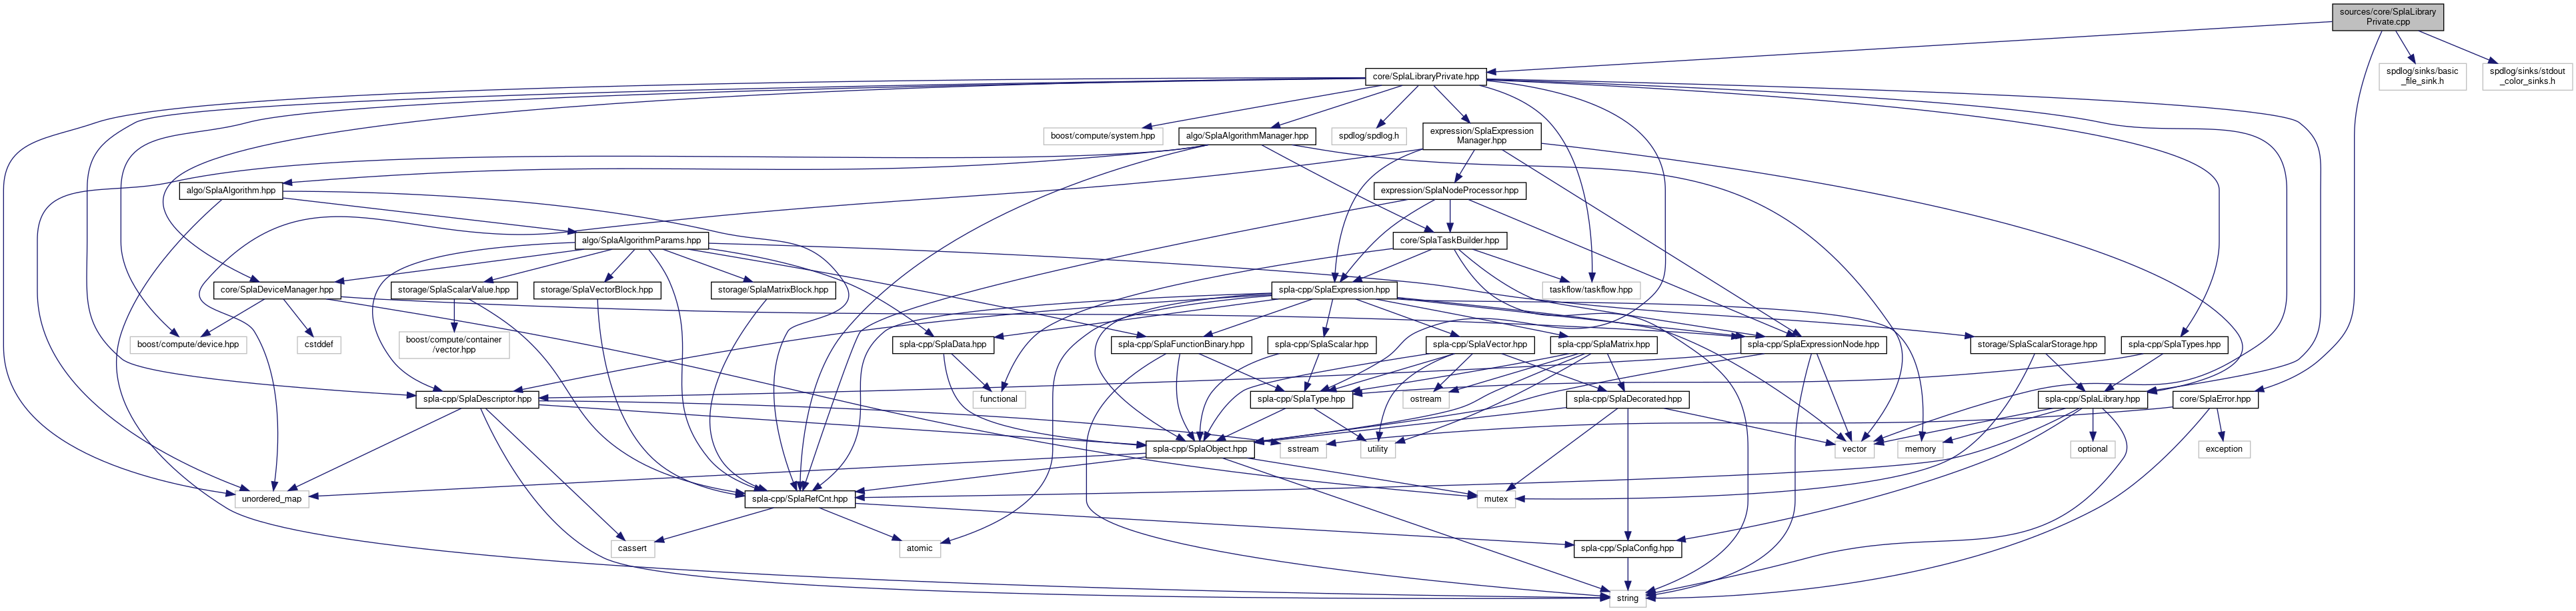 sources/core/SplaLibrary
Private.cpp
core/SplaLibraryPrivate.hpp
spdlog/sinks/basic
_file_sink.h
spdlog/sinks/stdout
_color_sinks.h
boost/compute/system.hpp
algo/SplaAlgorithmManager.hpp
spdlog/spdlog.h
expression/SplaExpression
Manager.hpp
algo/SplaAlgorithm.hpp
expression/SplaNodeProcessor.hpp
algo/SplaAlgorithmParams.hpp
core/SplaTaskBuilder.hpp
core/SplaDeviceManager.hpp
storage/SplaScalarValue.hpp
storage/SplaVectorBlock.hpp
storage/SplaMatrixBlock.hpp
spla-cpp/SplaExpression.hpp
taskflow/taskflow.hpp
boost/compute/device.hpp
cstddef
boost/compute/container
/vector.hpp
spla-cpp/SplaData.hpp
spla-cpp/SplaFunctionBinary.hpp
spla-cpp/SplaScalar.hpp
spla-cpp/SplaVector.hpp
spla-cpp/SplaMatrix.hpp
spla-cpp/SplaExpressionNode.hpp
storage/SplaScalarStorage.hpp
spla-cpp/SplaTypes.hpp
spla-cpp/SplaDescriptor.hpp
functional
spla-cpp/SplaType.hpp
ostream
spla-cpp/SplaDecorated.hpp
spla-cpp/SplaLibrary.hpp
core/SplaError.hpp
spla-cpp/SplaObject.hpp
sstream
utility
vector
memory
optional
exception
unordered_map
spla-cpp/SplaRefCnt.hpp
mutex
cassert
atomic
spla-cpp/SplaConfig.hpp
string